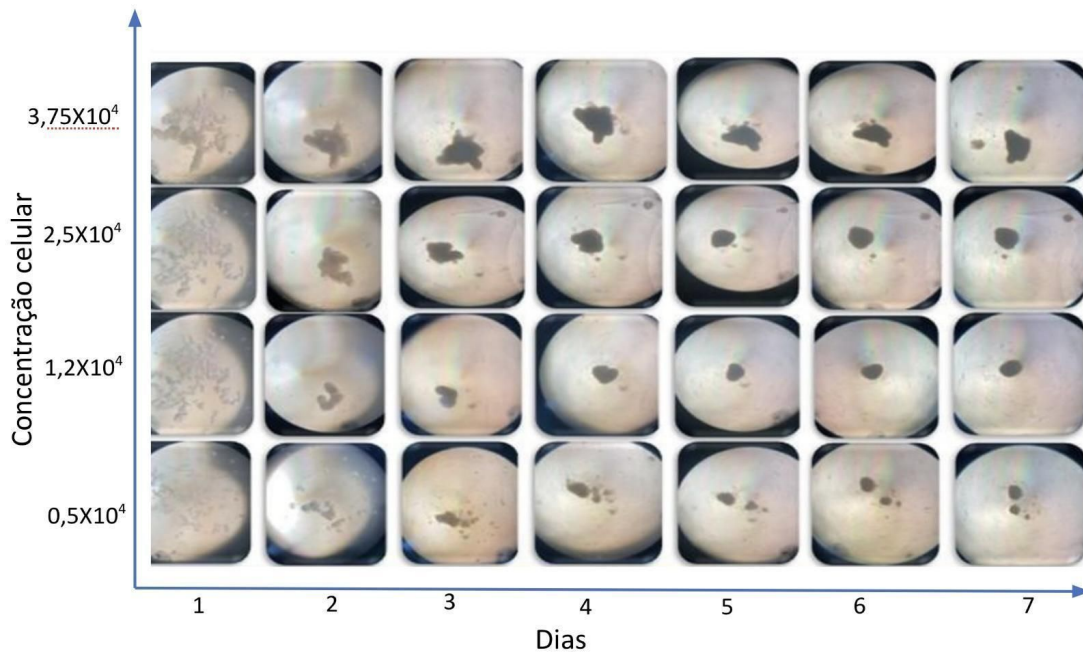 Concentração celular
3,75X10⁴
2,5X10⁴
1,2X10⁴
0,5X10⁴
1 2 3 4 5 6 7
Dias